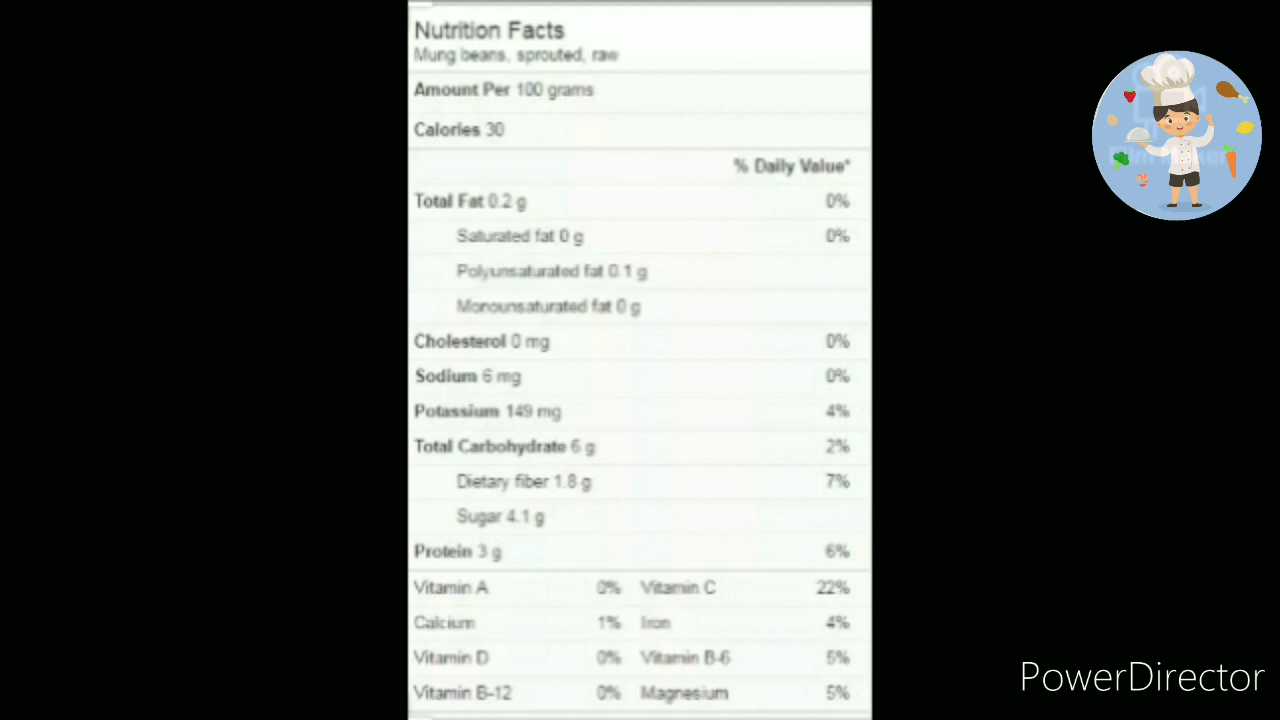 Nutrition Facts
Mung beans, sprouted, raw
Amount Per 100 grams
Calories 30
% Daily Value*
Total Fat 0.2 g 0%
Saturated fat 0 g 0%
Polyunsaturated fat 0.1 g
Monounsaturated fat 0 g
Cholesterol 0 mg 0%
Sodium 6 mg 0%
Potassium 149 mg 4%
Total Carbohydrate 6 g 2%
Dietary fiber 1.8 g 7%
Sugar 4.1 g
Protein 3 g 6%
Vitamin A 0% Vitamin C 22%
Calcium 1% Iron 4%
Vitamin D 0% Vitamin B-6 5%
Vitamin B-12 0% Magnesium 5%
PowerDirector